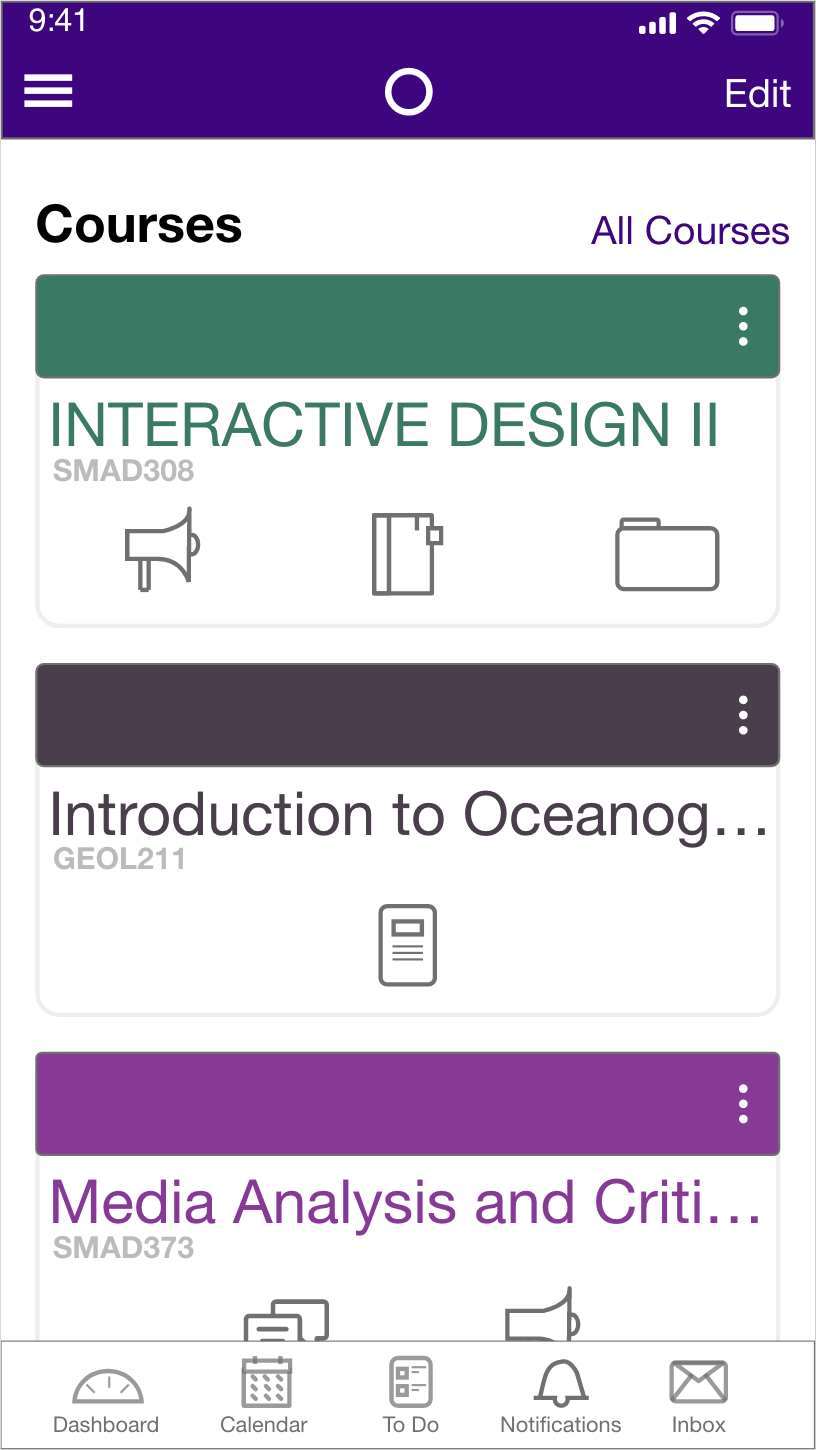 9:41
Edit
Courses
All Courses
INTERACTIVE DESIGN II
SMAD308
Introduction to Oceanog...
GEOL211
Media Analysis and Criti...
SMAD373
Dashboard
Calendar
To Do
Notifications
Inbox